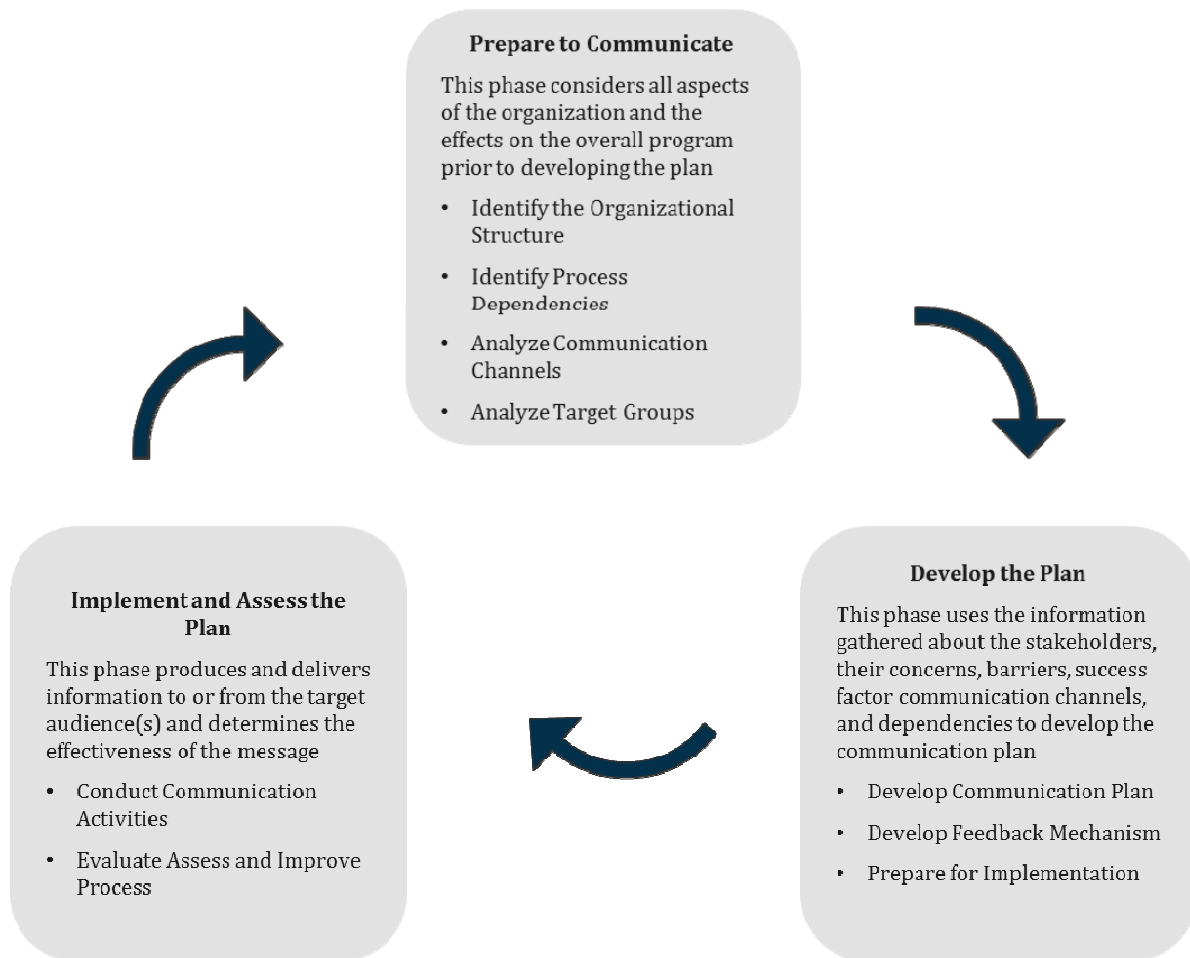 Prepare to Communicate
This phase considers all aspects
of the organization and the
effects on the overall program
prior to developing the plan
• Identify the Organizational
Structure
• Identify Process
Dependencies
• Analyze Communication
Channels
• Analyze Target Groups
Develop the Plan
This phase uses the information
gathered about the stakeholders,
their concerns, barriers, success
factor communication channels,
and dependencies to develop the
communication plan
• Develop Communication Plan
• Develop Feedback Mechanism
• Prepare for Implementation
Implement and Assess the
Plan
This phase produces and delivers
information to or from the target
audience(s) and determines the
effectiveness of the message
• Conduct Communication
Activities
• Evaluate Assess and Improve
Process